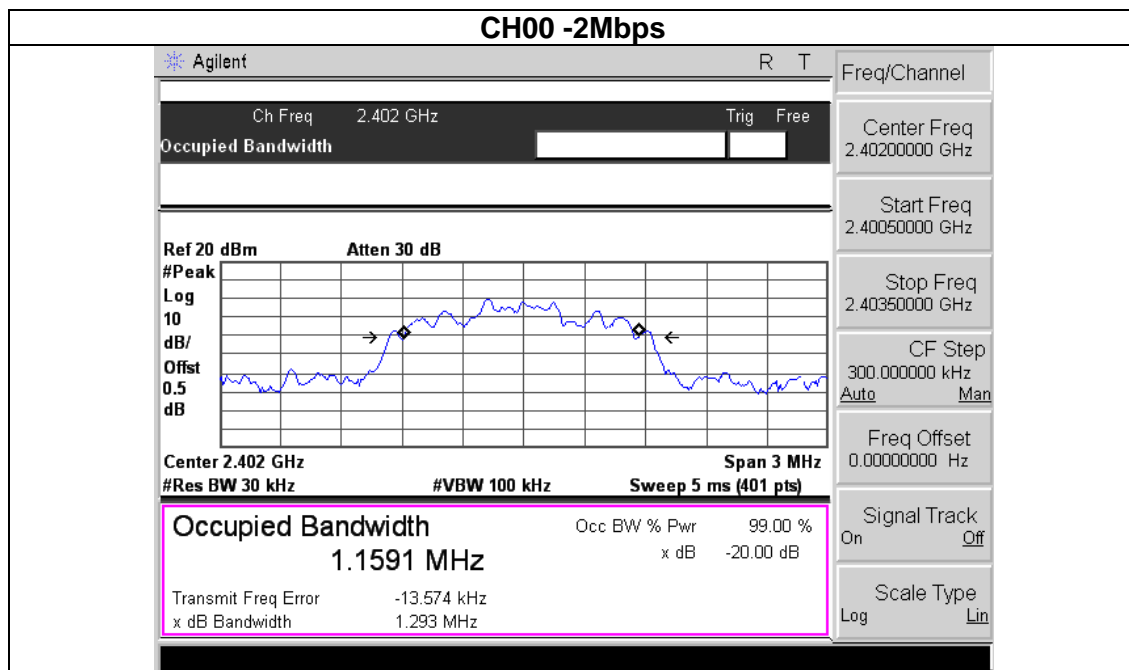 CH00 -2Mbps
Agilent R T
Ch Freq 2.402 GHz Trig Free
Occupied Bandwidth
Ref 20 dBm Atten 30 dB
#Peak
Log
10
dB/
Offst
0.5
dB
Center 2.402 GHz Span 3 MHz
#Res BW 30 kHz #VBW 100 kHz Sweep 5 ms (401 pts)
Occupied Bandwidth Occ BW % Pwr 99.00 %
1.1591 MHz x dB -20.00 dB
Transmit Freq Error -13.574 kHz
x dB Bandwidth 1.293 MHz
Freq/Channel
Center Freq
2.40200000 GHz
Start Freq
2.40050000 GHz
Stop Freq
2.40350000 GHz
CF Step
300.000000 kHz
Auto Man
Freq Offset
0.00000000 Hz
Signal Track
On Off
Scale Type
Log Lin